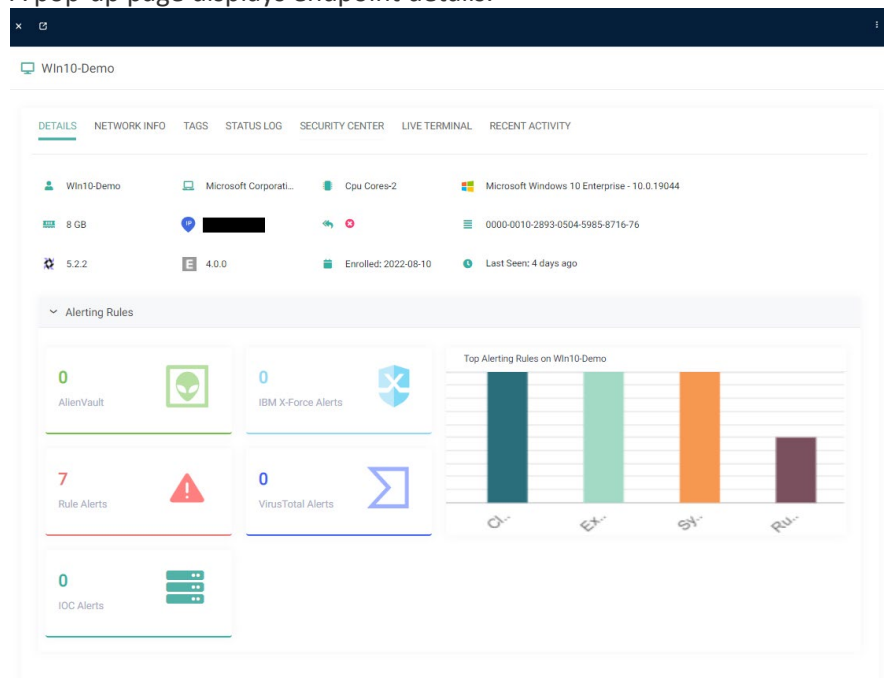 A pop-up page displays endpoint details.
WIn10-Demo
DETAILS NETWORK INFO TAGS STATUS LOG SECURITY CENTER LIVE TERMINAL RECENT ACTIVITY
WIn10-Demo Microsoft Corporati... Cpu Cores-2 Microsoft Windows 10 Enterprise - 10.0.19044
8 GB IP 0000-0010-2893-0504-5985-8716-76
5.2.2 E 4.0.0 Enrolled: 2022-08-10 Last Seen: 4 days ago
Alerting Rules
0
AlienVault
0
IBM X-Force Alerts
Top Alerting Rules on WIn10-Demo
7
Rule Alerts
0
VirusTotal Alerts
Cl... Ex... Sy... Ru...
0
IOC Alerts